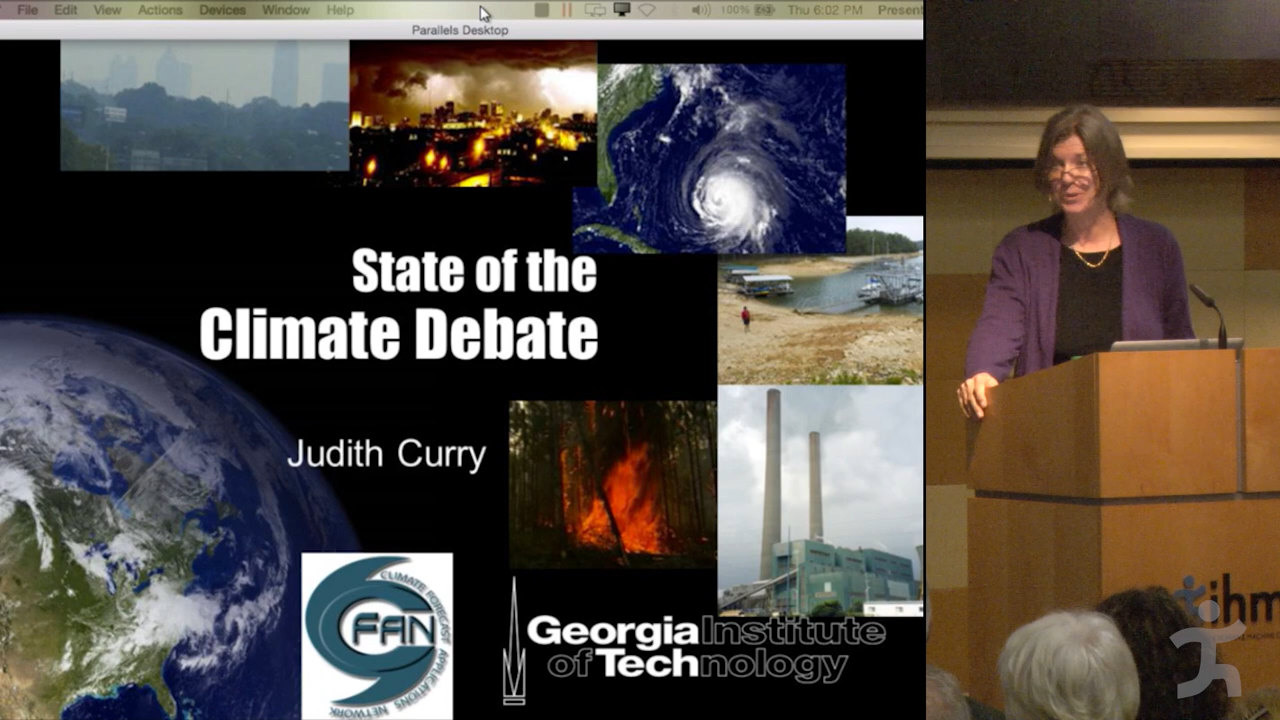 File Edit View Actions Devices Window Help 100% Thu 6:02 PM Present
Parallels Desktop
State of the
Climate Debate
Judith Curry
CFAN
CLIMATE FORECAST APPLICATIONS NETWORK
Georgia Institute
of Technology
ihm